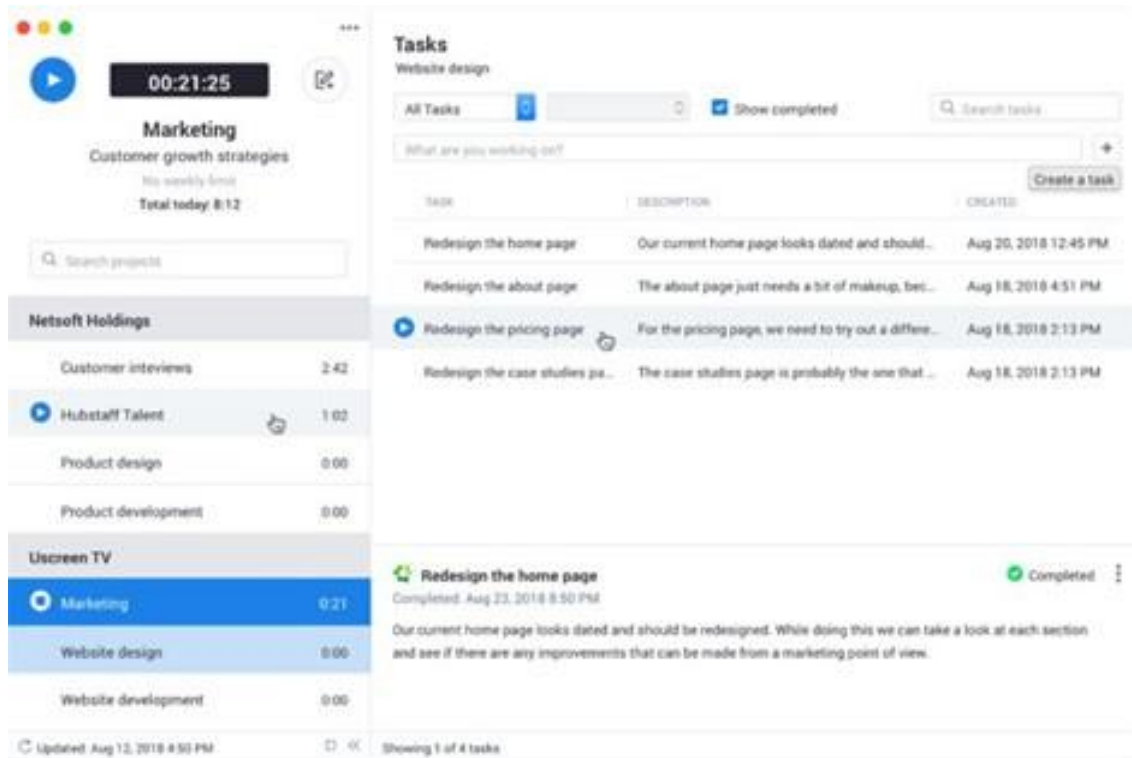 00:21:25
Marketing
Customer growth strategies
No weekly limit
Total today: 8:12
Search projects
Netsoft Holdings
Customer inteviews 2:42
Hubstaff Talent 1:02
Product design 0:00
Product development 0:00
Uscreen TV
Marketing 0:21
Website design 0:00
Website development 0:00
Updated: Aug 12, 2018 4:50 PM
Tasks
Website design
All Tasks Show completed Search tasks
What are you working on? +
Create a task
TASK DESCRIPTION CREATED
Redesign the home page Our current home page looks dated and should... Aug 20, 2018 12:45 PM
Redesign the about page The about page just needs a bit of makeup, bec... Aug 18, 2018 4:51 PM
Redesign the pricing page For the pricing page, we need to try out a differe... Aug 18, 2018 2:13 PM
Redesign the case studies pa... The case studies page is probably the one that ... Aug 18, 2018 2:13 PM
Redesign the home page Completed
Completed: Aug 23, 2018 8:50 PM
Our current home page looks dated and should be redesigned. While doing this we can take a look at each section
and see if there are any improvements that can be made from a marketing point of view.
Showing 1 of 4 tasks